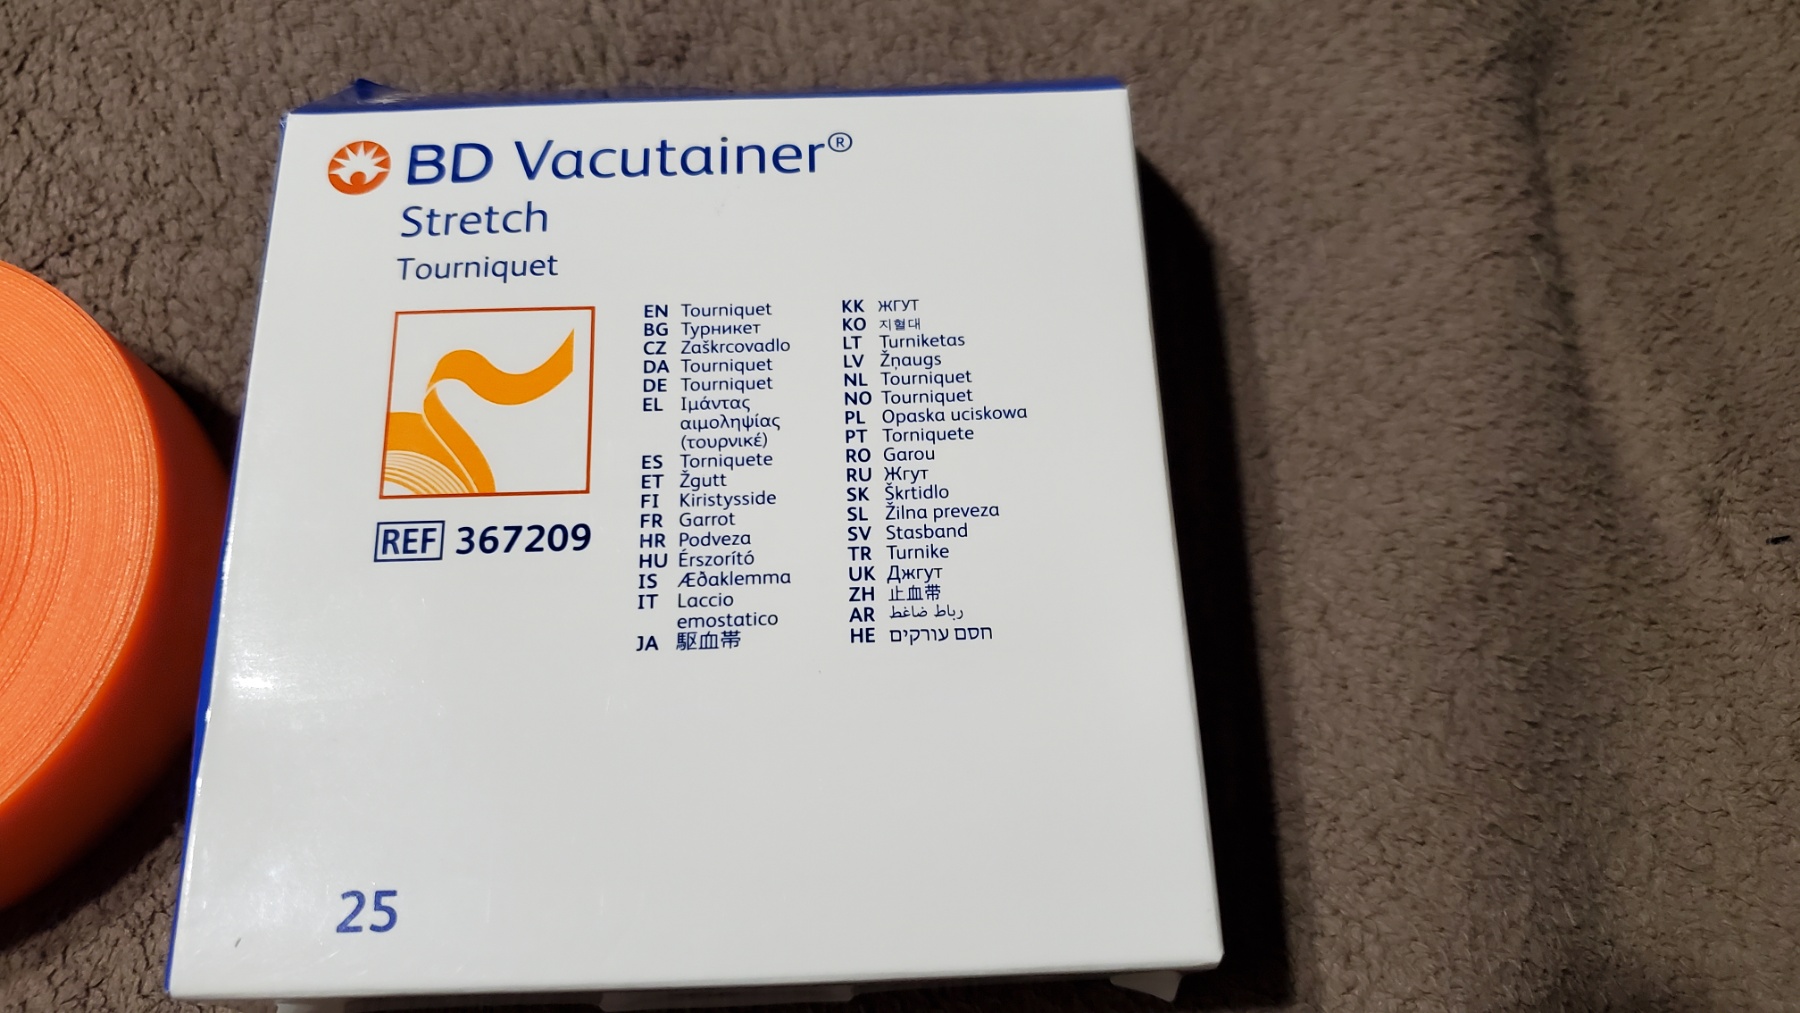 BD Vacutainer®
Stretch
Tourniquet
EN Tourniquet
BG Турникет
CZ Zaškrcovadlo
DA Tourniquet
DE Tourniquet
EL Ιμάντας
αιμοληψίας
(τουρνικέ)
ES Torniquete
ET Žgutt
FI Kiristysside
FR Garrot
HR Podveza
HU Érszorító
IS Æðaklemma
IT Laccio
emostatico
JA 駆血帯
KK ЖГУТ
KO 지혈대
LT Turniketas
LV Žņaugs
NL Tourniquet
NO Tourniquet
PL Opaska uciskowa
PT Torniquete
RO Garou
RU Жгут
SK Škrtidlo
SL Žilna preveza
SV Stasband
TR Turnike
UK Джгут
ZH 止血带
AR رباط ضاغط
HE חסם עורקים
REF 367209
25